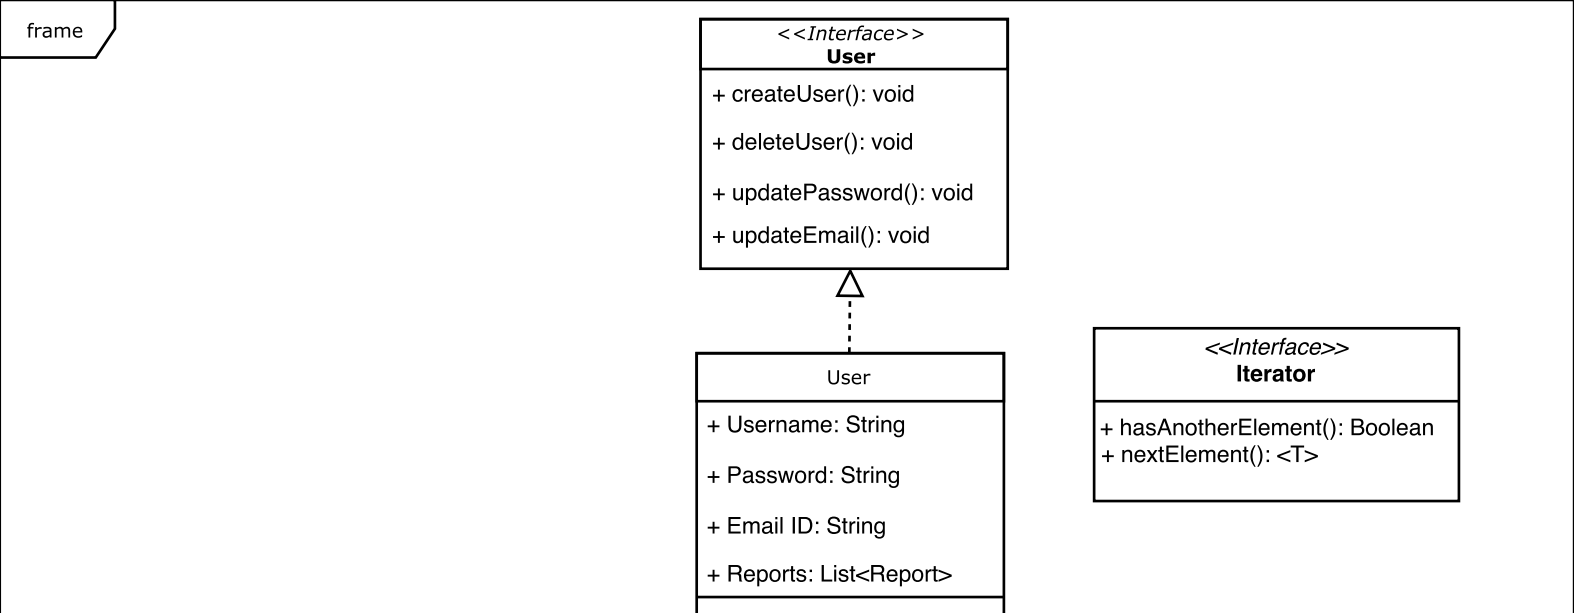 frame
<<Interface>>
User
+ createUser(): void
+ deleteUser(): void
+ updatePassword(): void
+ updateEmail(): void
User
+ Username: String
+ Password: String
+ Email ID: String
+ Reports: List<Report>
<<Interface>>
Iterator
+ hasAnotherElement(): Boolean
+ nextElement(): <T>